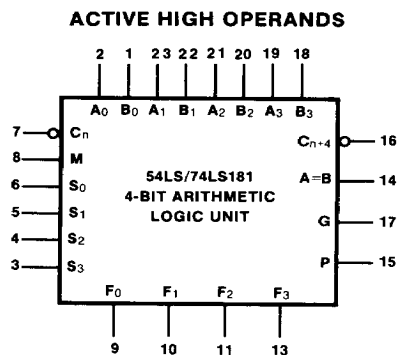 ACTIVE HIGH OPERANDS
2 1 23 22 21 20 19 18
A0 B0 A1 B1 A2 B2 A3 B3
7 Cn
Cn+4 16
8 M
6 S0
54LS/74LS181
A=B 14
4-BIT ARITHMETIC
5 S1
LOGIC UNIT
G 17
4 S2
3 S3
P 15
F0 F1 F2 F3
9 10 11 13